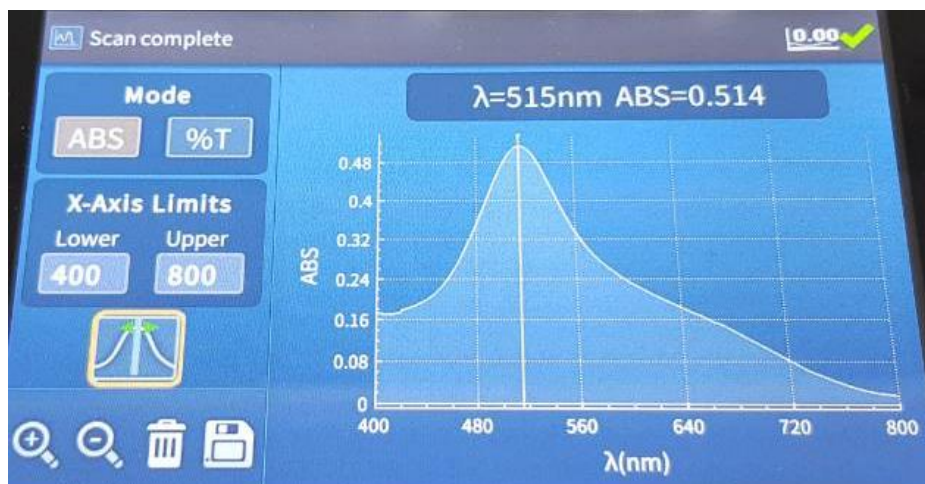 Scan complete
0.00
Mode
ABS %T
X-Axis Limits
Lower Upper
400 800
λ=515nm ABS=0.514
0.48
0.4
0.32
0.24
0.16
0.08
0
ABS
400 480 560 640 720 800
λ(nm)